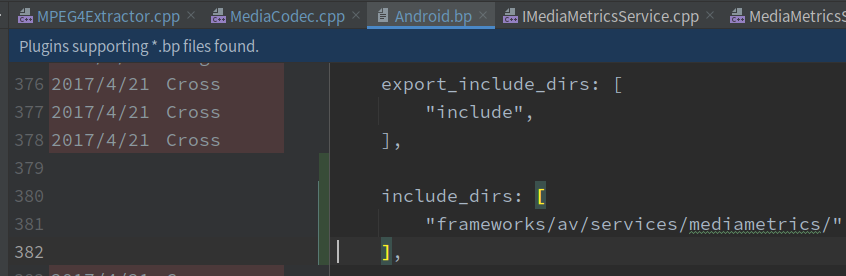 MPEG4Extractor.cpp × MediaCodec.cpp × Android.bp × IMediaMetricsService.cpp × MediaMetricsS
Plugins supporting *.bp files found.
376 2017/4/21 Cross export_include_dirs: [
377 2017/4/21 Cross "include",
378 2017/4/21 Cross ],
379
380 include_dirs: [
381 "frameworks/av/services/mediametrics/"
382 ],